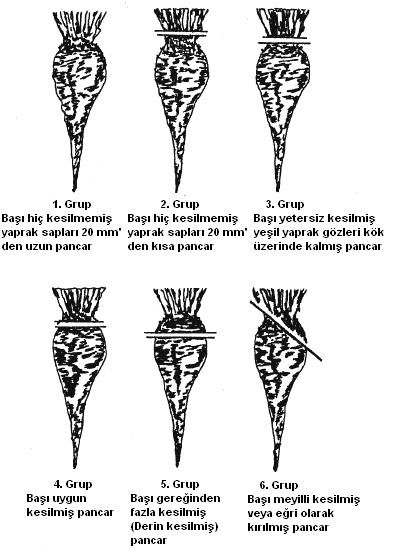 1. Grup
Başı hiç kesilmemiş
yaprak sapları 20 mm'
den uzun pancar
2. Grup
Başı hiç kesilmemiş
yaprak sapları 20 mm'
den kısa pancar
3. Grup
Başı yetersiz kesilmiş
yeşil yaprak gözleri kök
üzerinde kalmış pancar
4. Grup
Başı uygun
kesilmiş pancar
5. Grup
Başı gereğinden
fazla kesilmiş
(Derin kesilmiş)
pancar
6. Grup
Başı meyilli kesilmiş
veya eğri olarak
kırılmış pancar